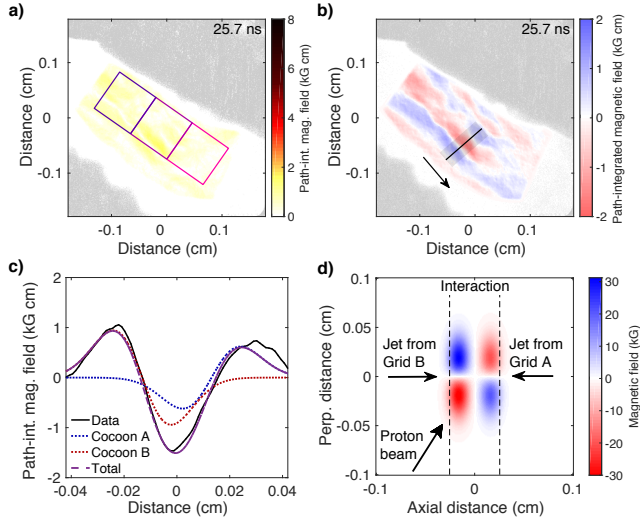 a)
25.7 ns
0.1
0
-0.1
Distance (cm)
-0.1
0
0.1
Distance (cm)
8
6
4
2
0
Path-int. mag. field (kG cm)
b)
25.7 ns
0.1
0
-0.1
Distance (cm)
-0.1
0
0.1
Distance (cm)
2
1
0
-1
-2
Path-integrated magnetic field (kG cm)
c)
2
1
0
-1
-2
Path-int. mag. field (kG cm)
Data
Cocoon A
Cocoon B
Total
-0.04
-0.02
0
0.02
0.04
Distance (cm)
d)
0.1
0.05
0
-0.05
-0.1
Perp. distance (cm)
Interaction
Jet from
Grid B
Jet from
Grid A
Proton
beam
-0.1
0
0.1
Axial distance (cm)
30
20
10
0
-10
-20
-30
Magnetic field (kG)